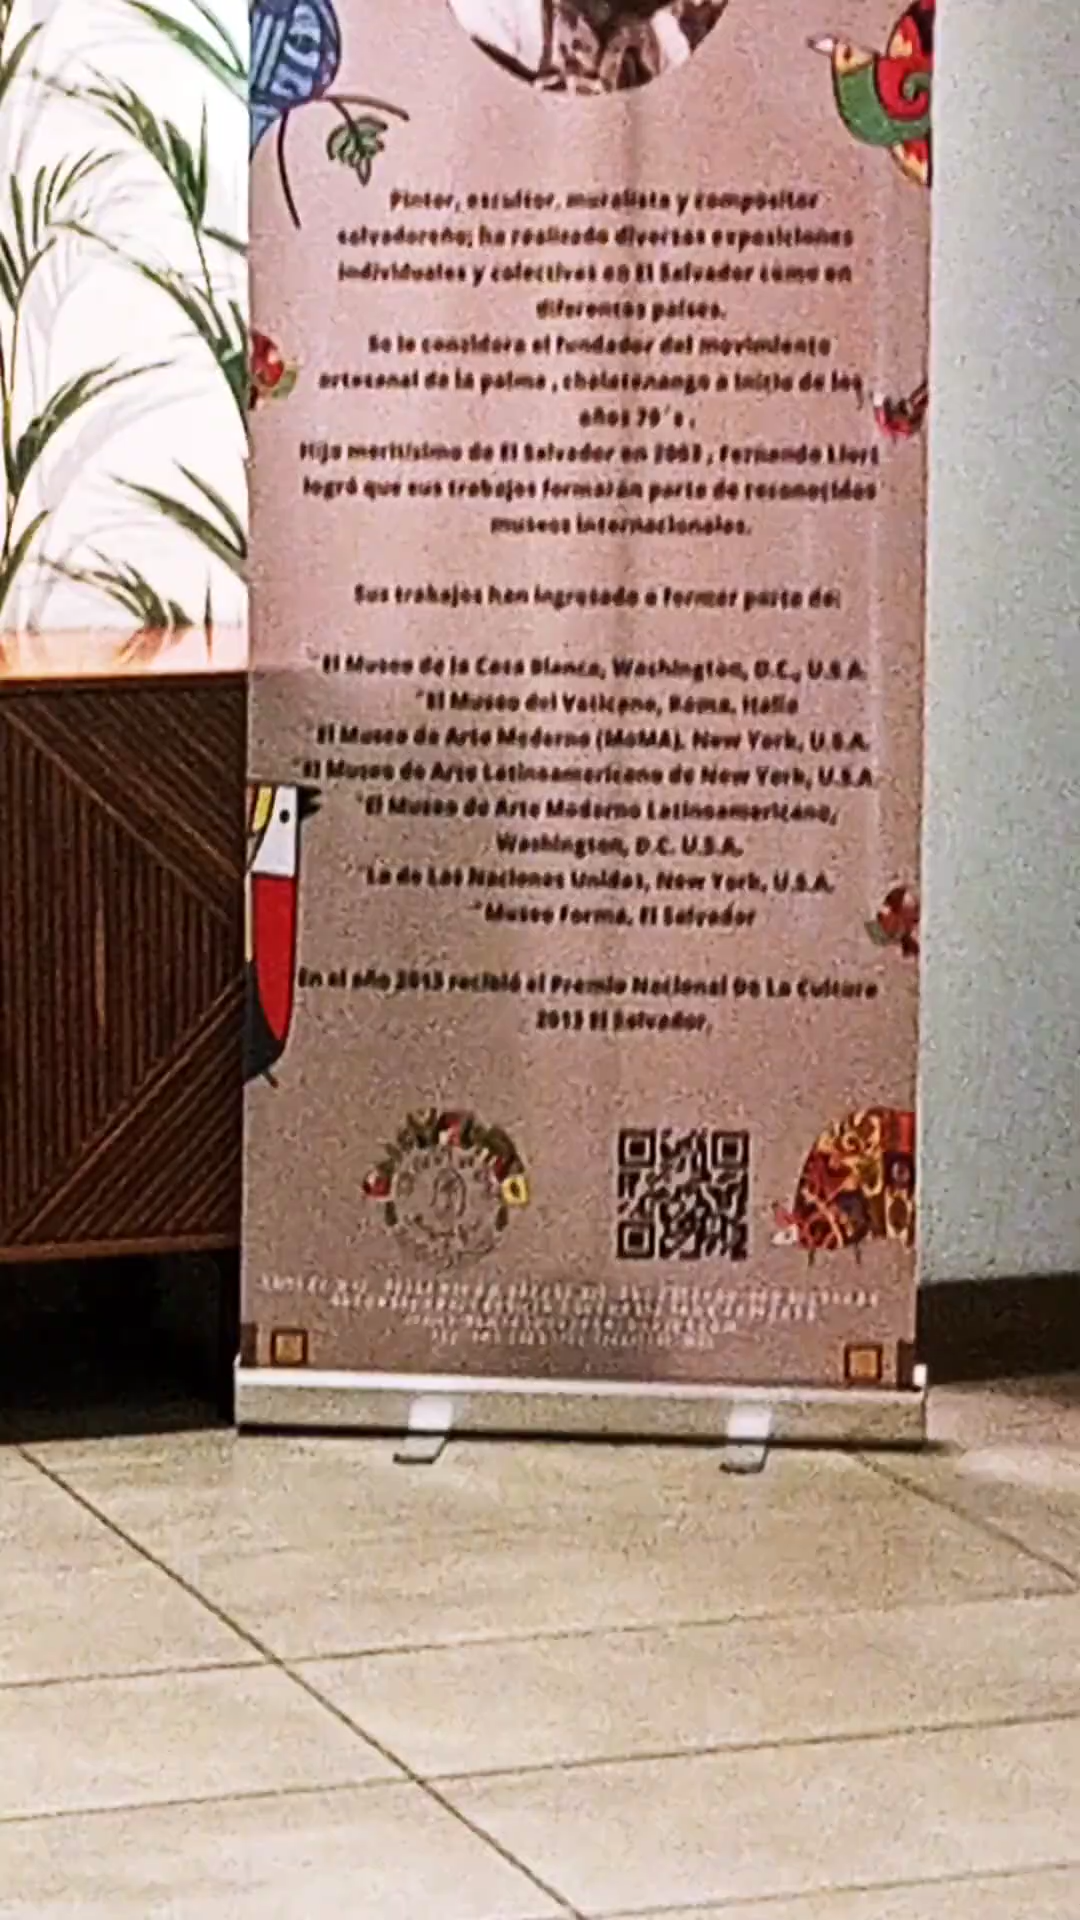 Pintor, escultor, muralista y compositor
salvadoreño; ha realizado diversas exposiciones
individuales y colectivas en El Salvador como en
diferentes países.
Se le considera el fundador del movimiento
artesanal de la palma , chalatenango a inicio de los
años 70´s .
Hijo meritísimo de El Salvador en , Fernando Llort
logró que sus trabajos formarán parte de reconocidos
museos internacionales.
Sus trabajos han ingresado a formar parte de:
*El Museo de la Casa Blanca, Washington, D.C., U.S.A.
*El Museo del Vaticano, Roma, Italia
*El Museo de Arte Moderno (MoMA), New York, U.S.A.
*El Museo de Arte Latinoamericano de New York, U.S.A
*El Museo de Arte Moderno Latinoamericano,
Washington, D.C. U.S.A.
*La de Las Naciones Unidas, New York, U.S.A.
*Museo Forma, El Salvador
En el año 2013 recibió el Premio Nacional De La Cultura
2013 El Salvador.